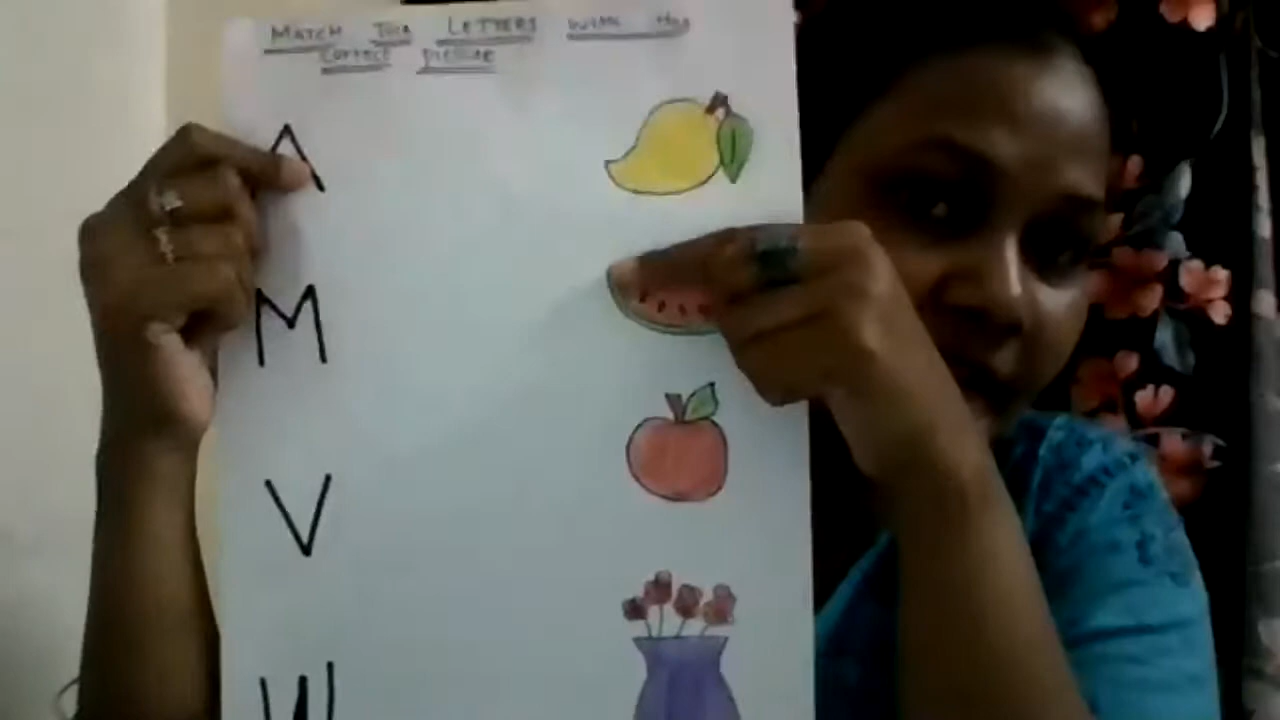 MATCH THE LETTERS WITH THE
CORRECT PICTURE
A
M
V
W